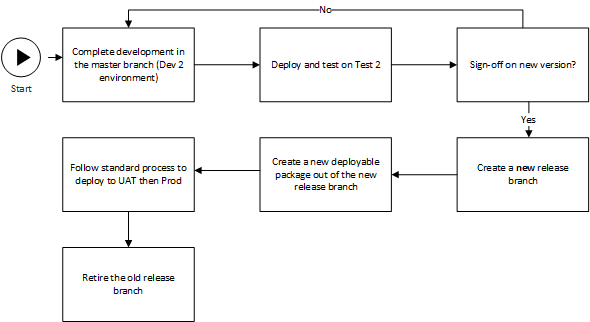 No
Start
Complete development in
the master branch (Dev 2
environment)
Deploy and test on Test 2
Sign-off on new version?
Yes
Follow standard process to
deploy to UAT then Prod
Create a new deployable
package out of the new
release branch
Create a new release
branch
Retire the old release
branch